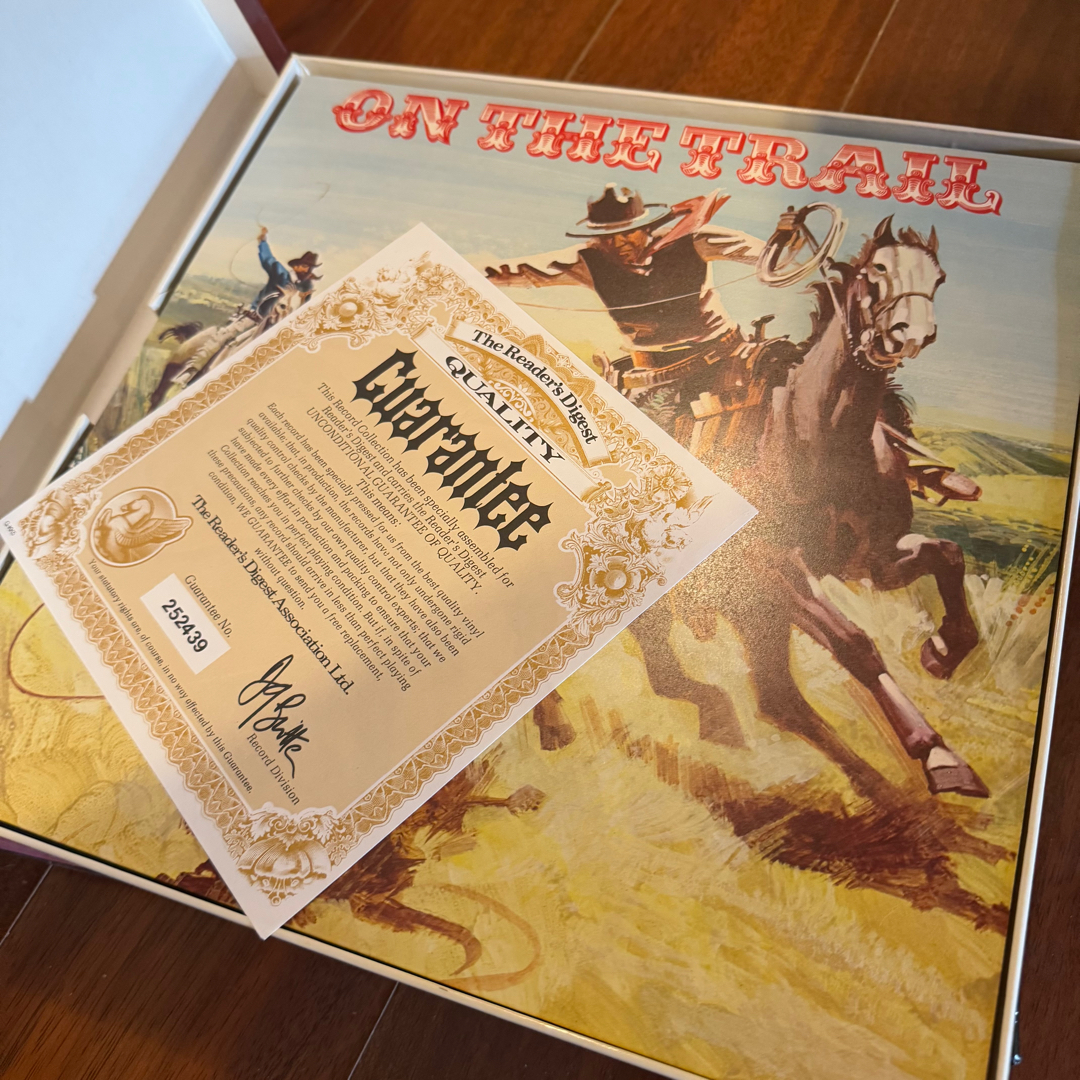 ON THE TRAIL
The Reader's Digest
QUALITY
Guarantee
This Record Collection has been specially assembled for
Reader's Digest and carries the Reader's Digest
UNCONDITIONAL GUARANTEE OF QUALITY.
This means:
Each record has been specially pressed for us from the best quality vinyl
available: that, in production, the records have not only undergone rigid
quality control checks by the manufacturer, but that they have also been
subjected to further checks by our own quality control experts; that we
have made every effort in production and packing to ensure that your
Collection reaches you in perfect playing condition. But if, in spite of
these precautions, any record should arrive in less than perfect playing
condition, WE GUARANTEE to send you a free replacement,
without question.
The Reader's Digest Association Ltd.
Guarantee No.
252439
Record Division
Your statutory rights are, of course, in no way affected by this Guarantee.